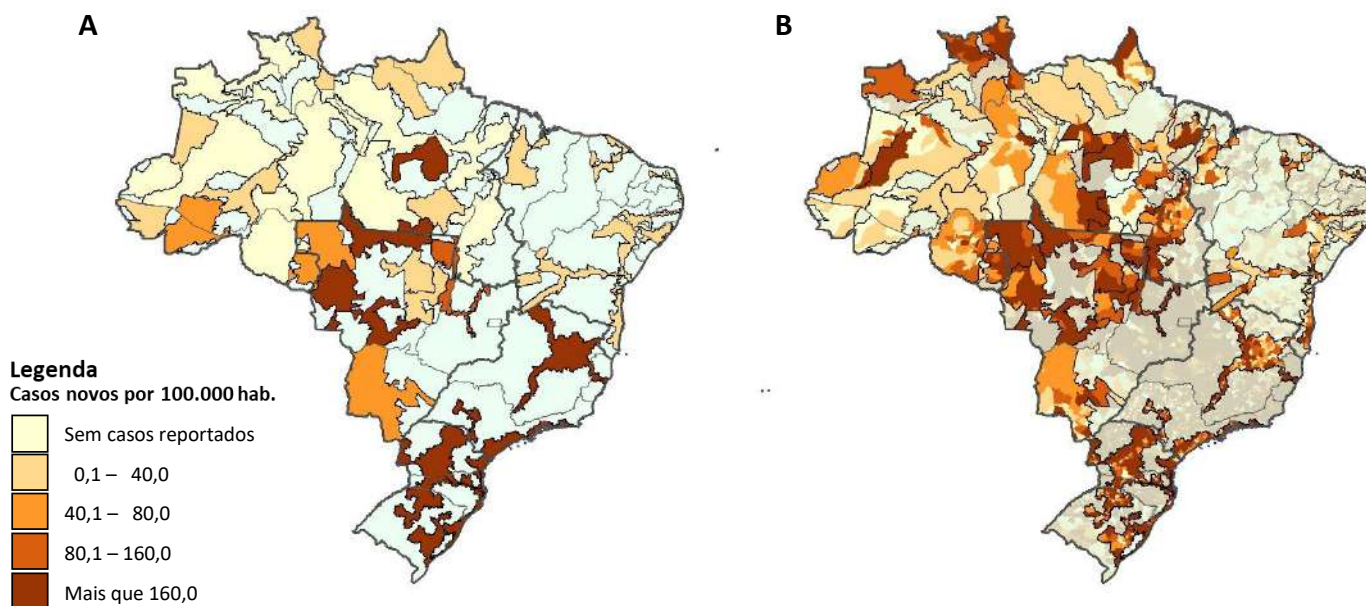 A
B
Legenda
Casos novos por 100.000 hab.
Sem casos reportados
0,1 – 40,0
40,1 – 80,0
80,1 – 160,0
Mais que 160,0